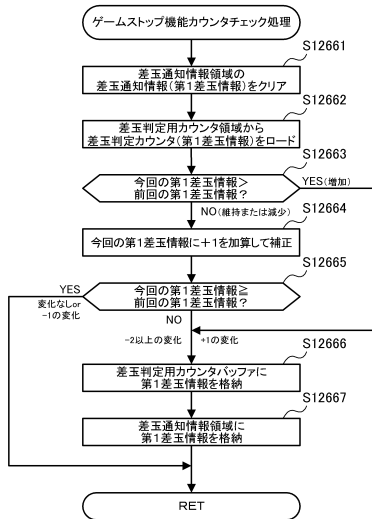 ゲームストップ機能カウンタチェック処理
S12661
差玉通知情報領域の
差玉通知情報(第1差玉情報)をクリア
S12662
差玉判定用カウンタ領域から
差玉判定カウンタ(第1差玉情報)をロード
S12663
今回の第1差玉情報>
前回の第1差玉情報?
YES(増加)
NO(維持または減少)
S12664
今回の第1差玉情報に+1を加算して補正
S12665
今回の第1差玉情報≧
前回の第1差玉情報?
YES
変化なしor
-1の変化
NO
-2以上の変化
+1の変化
S12666
差玉判定用カウンタバッファに
第1差玉情報を格納
S12667
差玉通知情報領域に
第1差玉情報を格納
RET